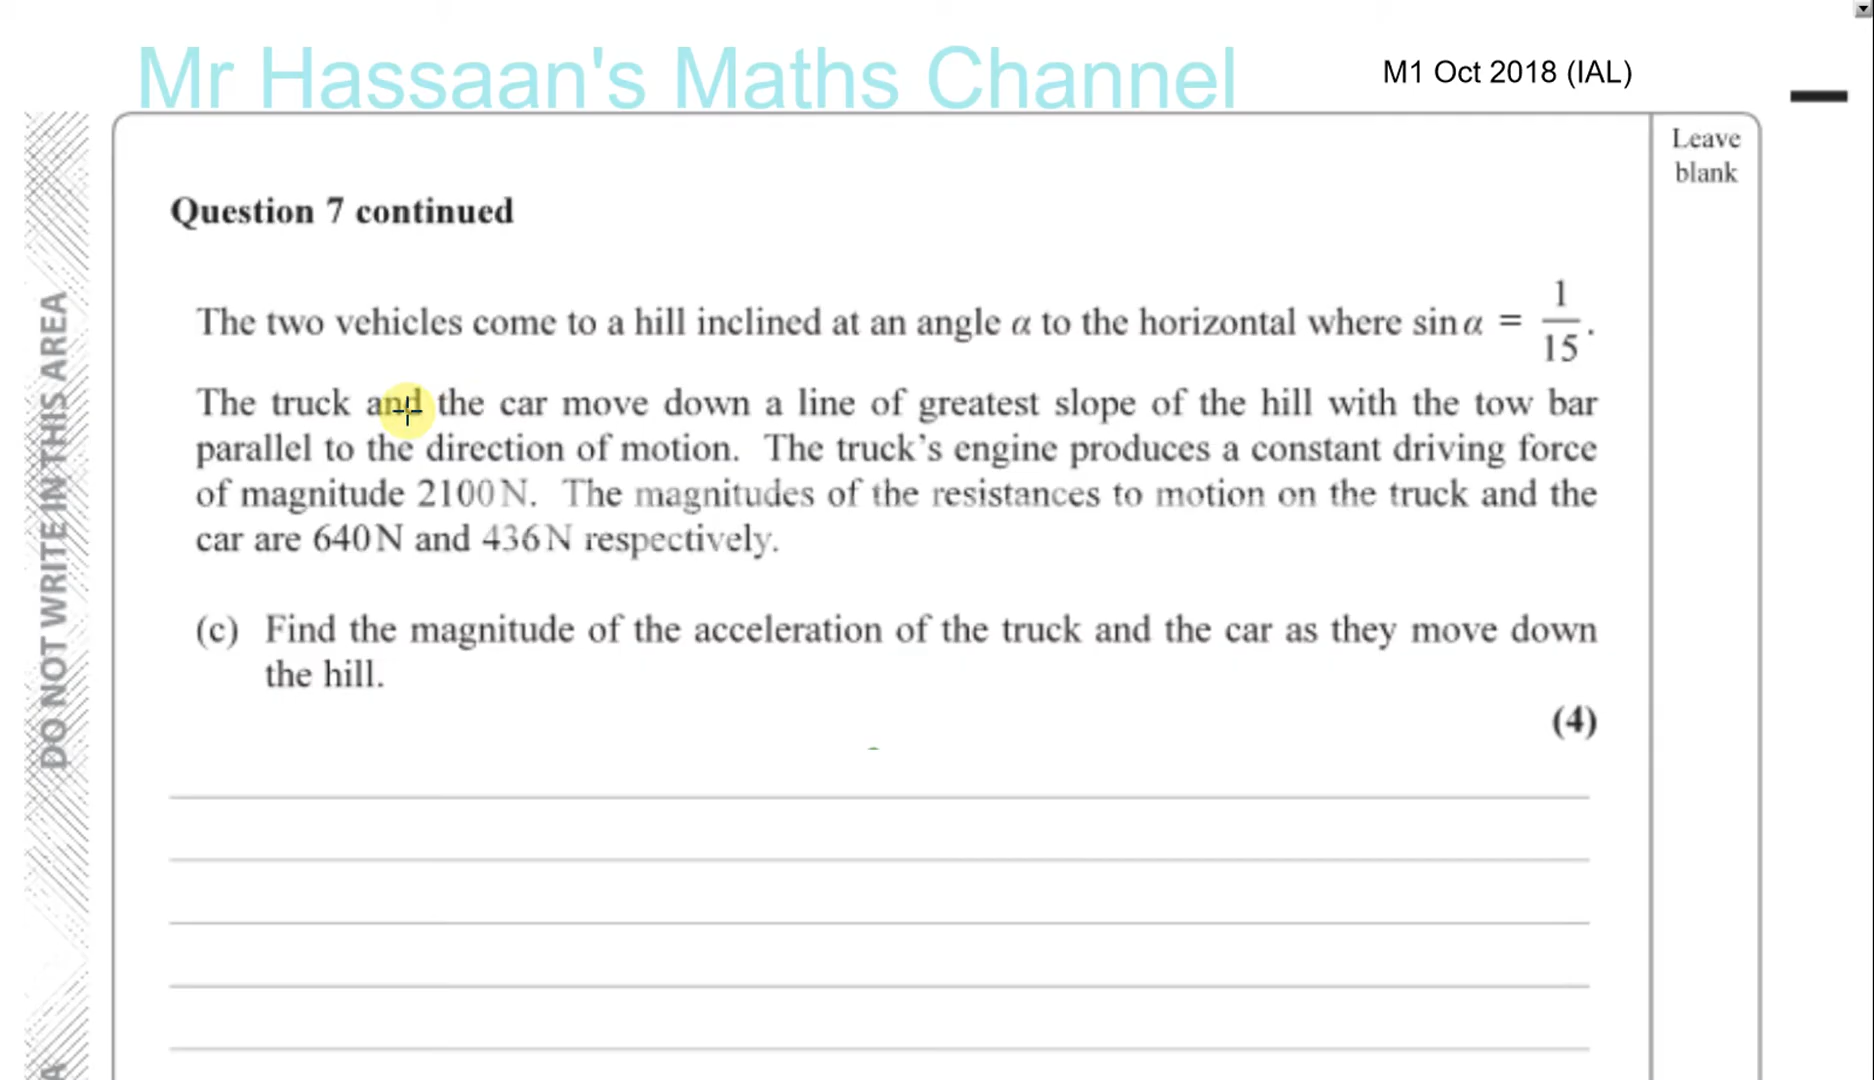 Mr Hassaan's Maths Channel
M1 Oct 2018 (IAL)
Leave
blank
DO NOT WRITE IN THIS AREA
Question 7 continued
The two vehicles come to a hill inclined at an angle α to the horizontal where sin α = 1/15.
The truck and the car move down a line of greatest slope of the hill with the tow bar
parallel to the direction of motion. The truck's engine produces a constant driving force
of magnitude 2100 N. The magnitudes of the resistances to motion on the truck and the
car are 640 N and 436 N respectively.
(c) Find the magnitude of the acceleration of the truck and the car as they move down
the hill.
(4)